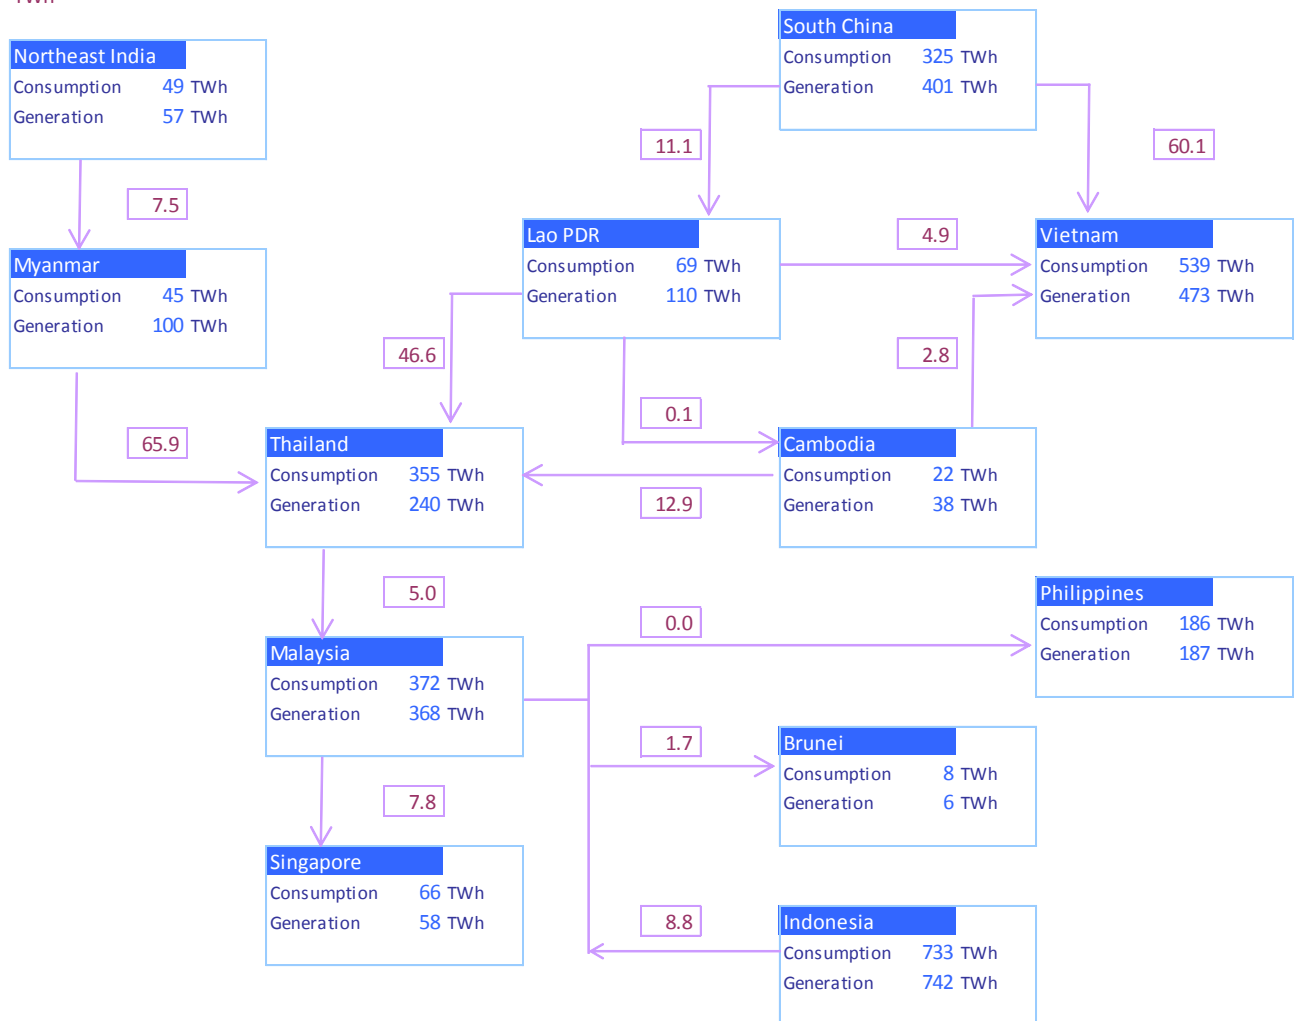 TWh
South China
Consumption 325 TWh
Generation 401 TWh
Northeast India
Consumption 49 TWh
Generation 57 TWh
11.1
60.1
7.5
Lao PDR
Consumption 69 TWh
Generation 110 TWh
4.9
Vietnam
Consumption 539 TWh
Generation 473 TWh
Myanmar
Consumption 45 TWh
Generation 100 TWh
46.6
2.8
0.1
65.9
Thailand
Consumption 355 TWh
Generation 240 TWh
Cambodia
Consumption 22 TWh
Generation 38 TWh
12.9
5.0
Philippines
Consumption 186 TWh
Generation 187 TWh
0.0
Malaysia
Consumption 372 TWh
Generation 368 TWh
1.7
Brunei
Consumption 8 TWh
Generation 6 TWh
7.8
Singapore
Consumption 66 TWh
Generation 58 TWh
8.8
Indonesia
Consumption 733 TWh
Generation 742 TWh